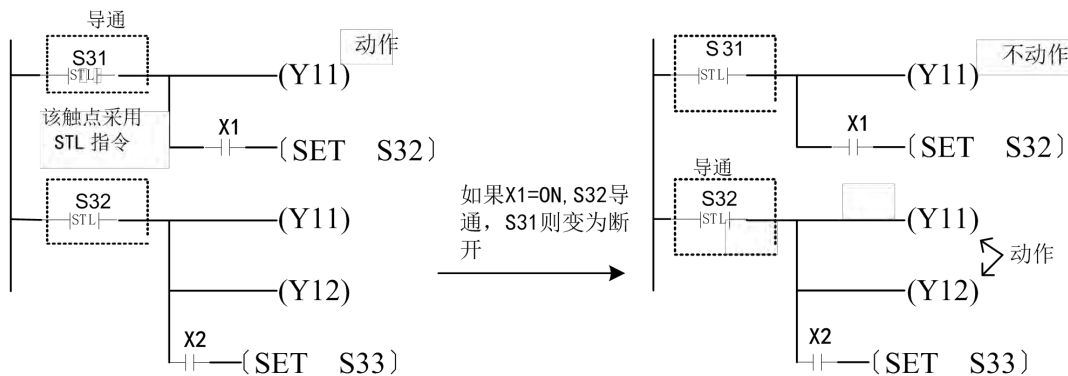 导通
S31
STL
(Y11)
动作
该触点采用
STL 指令
X1
〔SET S32〕
S32
STL
(Y11)
(Y12)
X2
〔SET S33〕
如果X1=ON,S32导
通，S31则变为断
开
S31
STL
(Y11)
不动作
X1
〔SET S32〕
导通
S32
STL
(Y11)
动作
(Y12)
X2
〔SET S33〕